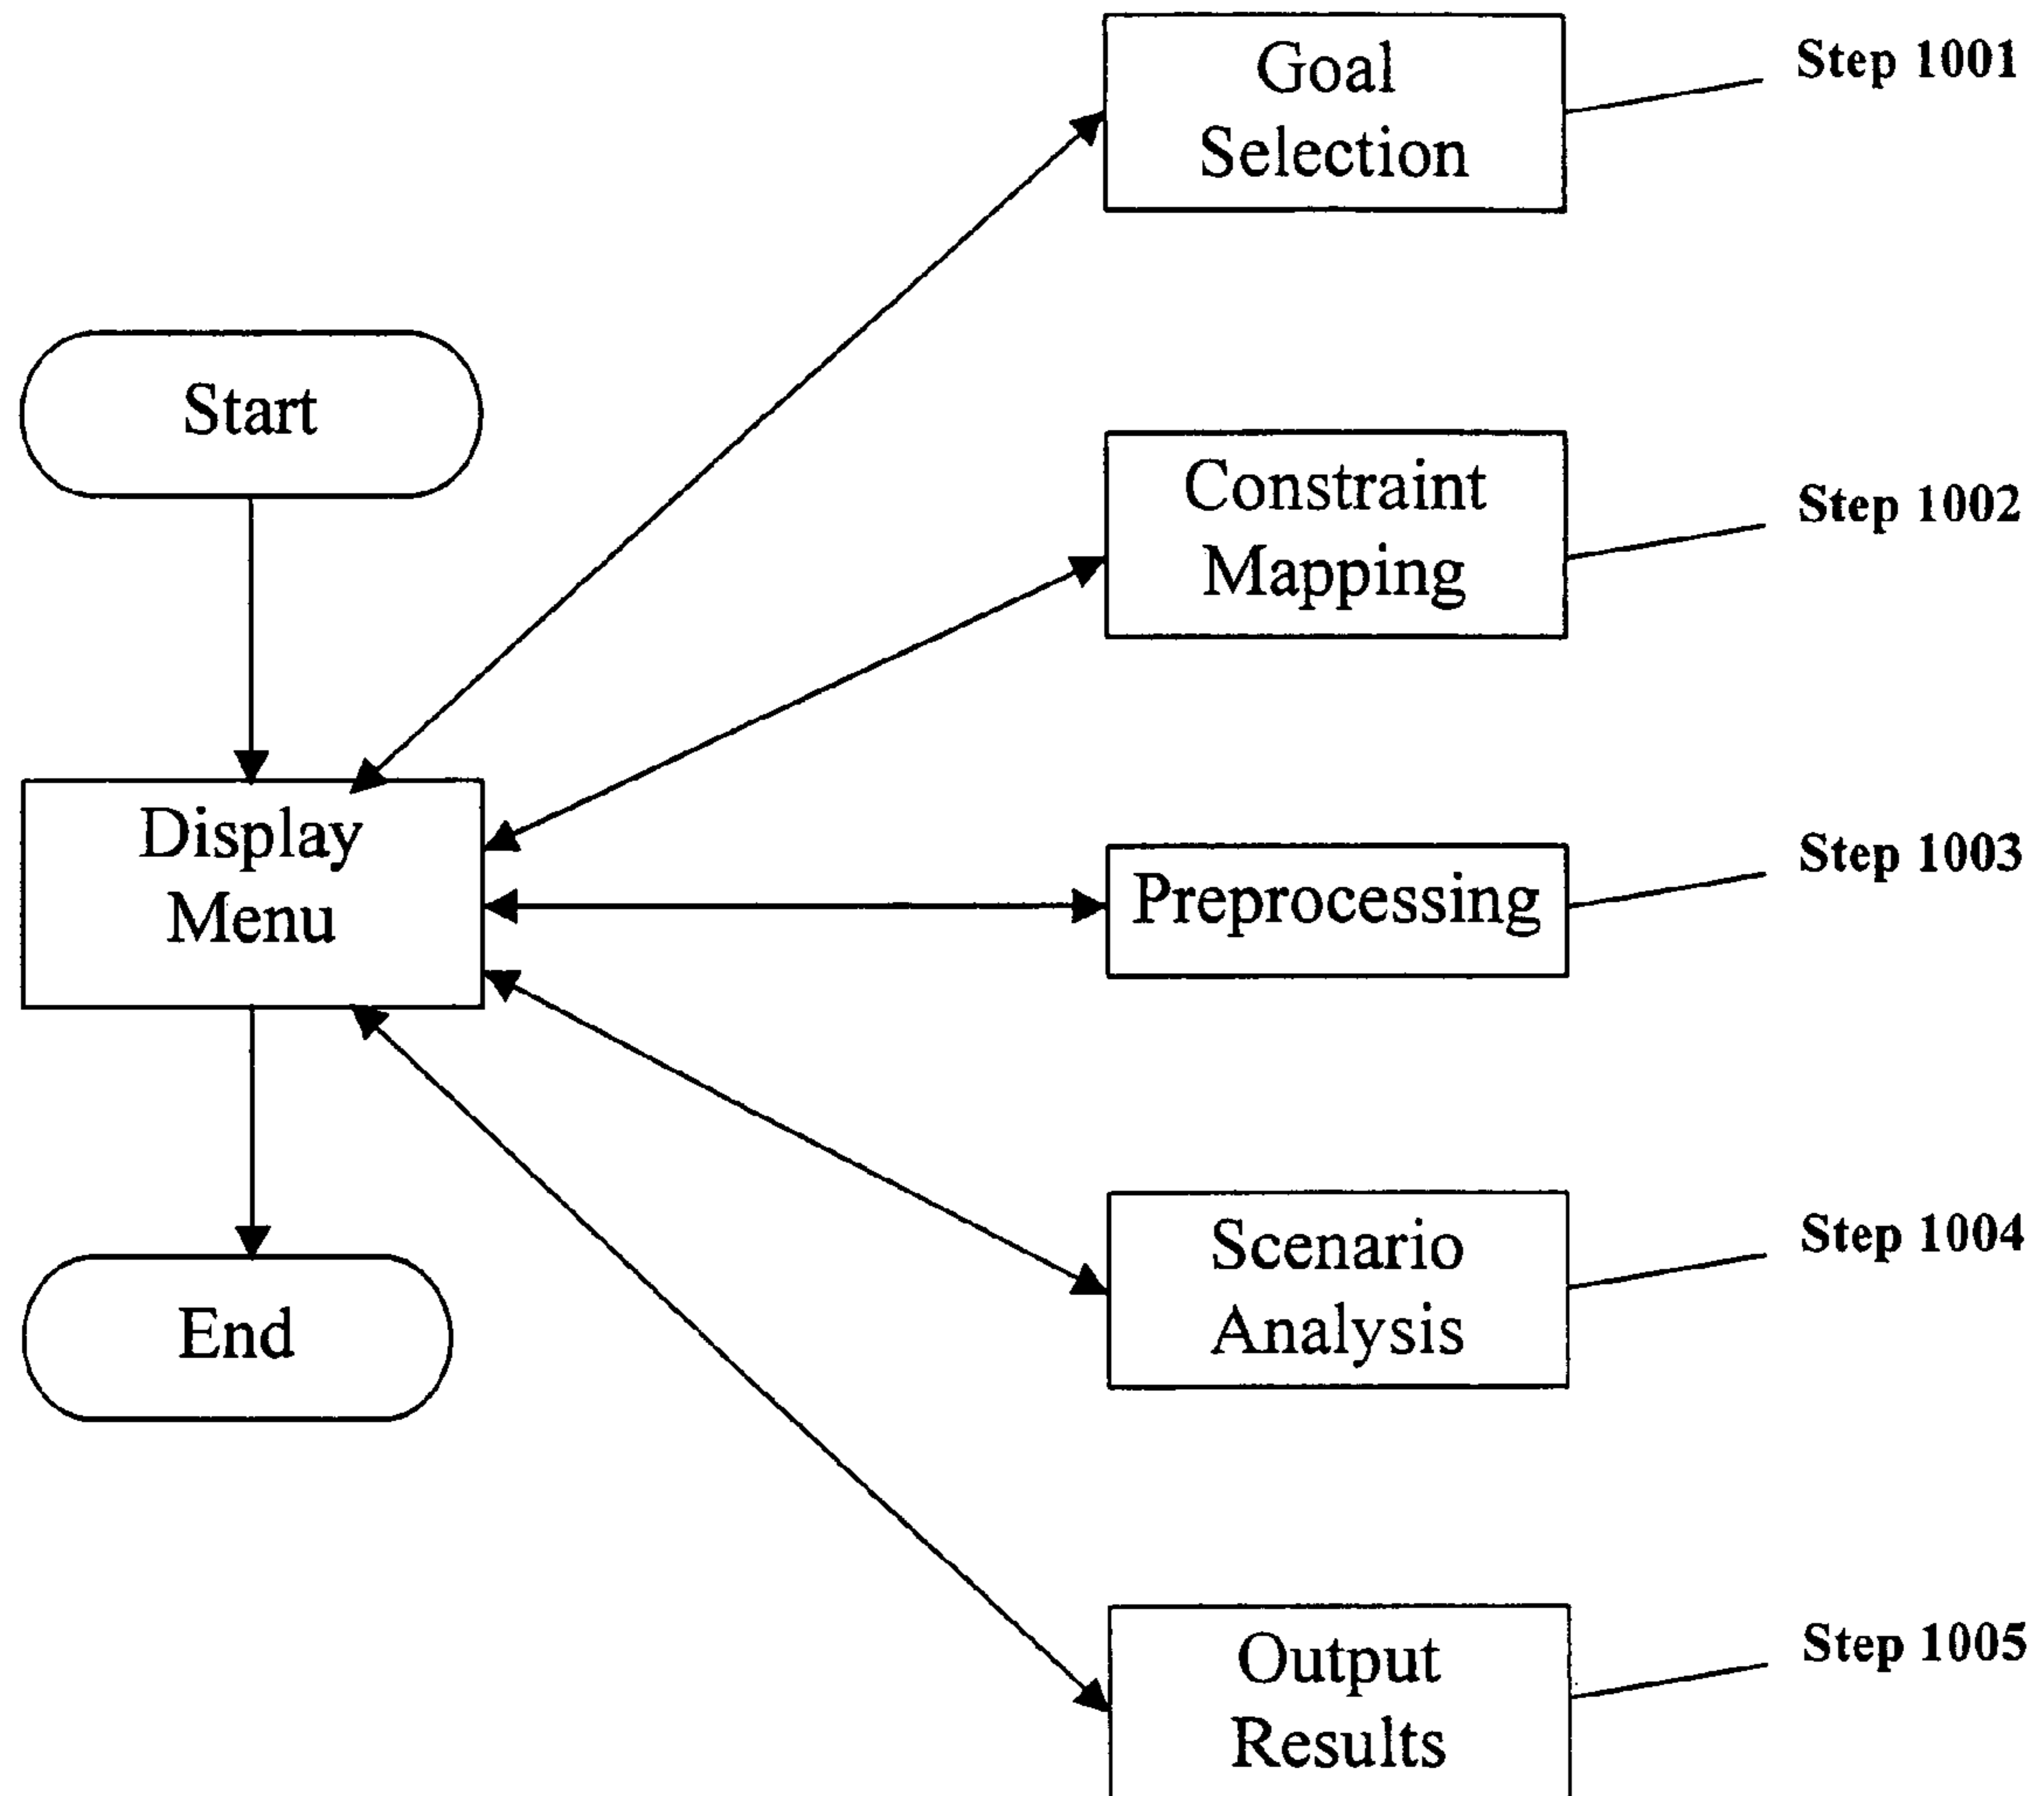 Goal
Selection
Step 1001
Start
Constraint
Mapping
Step 1002
Display
Menu
Preprocessing
Step 1003
Scenario
Analysis
Step 1004
End
Output
Results
Step 1005